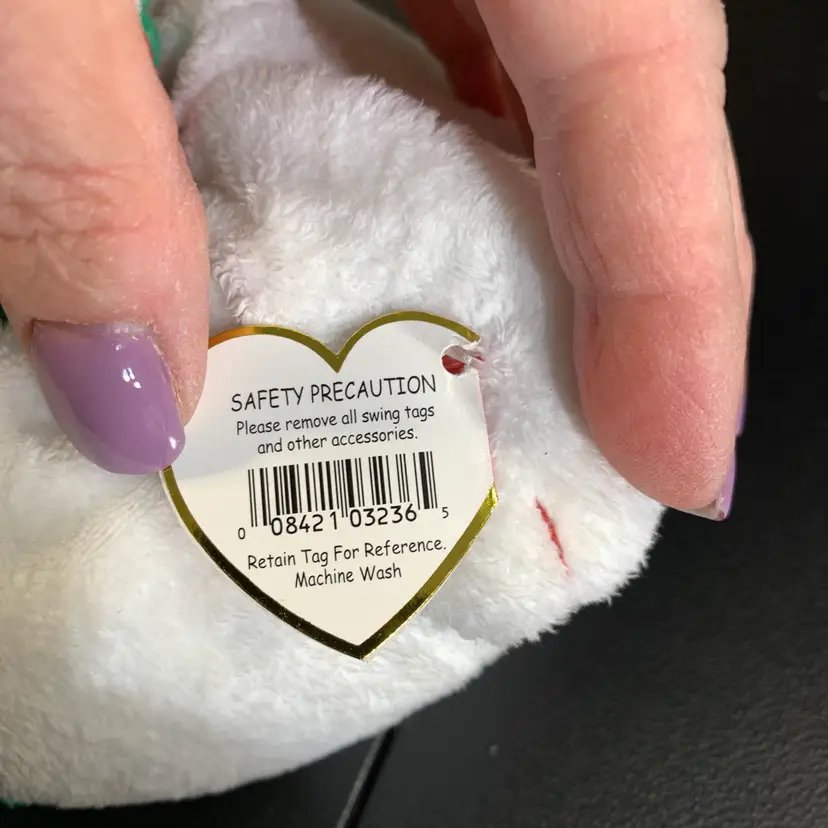 SAFETY PRECAUTION
Please remove all swing tags
and other accessories.
0 08421 03236 5
Retain Tag For Reference.
Machine Wash